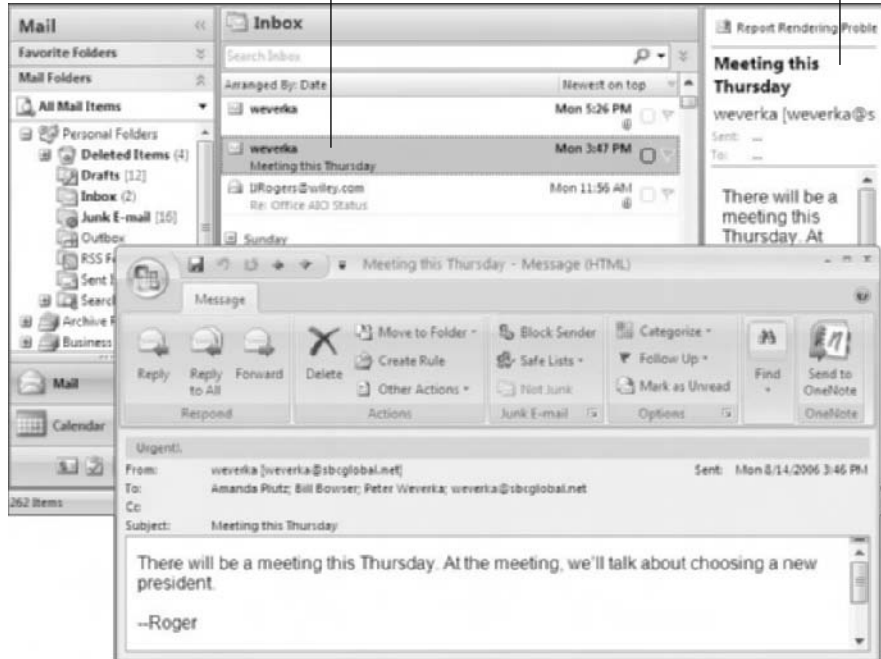 Mail
Favorite Folders
Mail Folders
All Mail Items
Personal Folders
Deleted Items (4)
Drafts [12]
Inbox (2)
Junk E-mail [16]
Outbox
RSS F
Sent I
Search
Archive F
Business
Mail
Calendar
262 Items
Inbox
Search Inbox
Arranged By: Date Newest on top
weverka Mon 5:26 PM
weverka Mon 3:47 PM
Meeting this Thursday
IJRogers@wiley.com Mon 11:56 AM
Re: Office AIO Status
Sunday
Report Rendering Proble
Meeting this
Thursday
weverka [weverka@s
Sent: ...
To: ...
There will be a
meeting this
Thursday. At
Meeting this Thursday - Message (HTML)
Message
Reply
Reply to All
Forward
Respond
Delete
Move to Folder
Create Rule
Other Actions
Actions
Block Sender
Safe Lists
Not Junk
Junk E-mail
Categorize
Follow Up
Mark as Unread
Options
Find
Send to OneNote
OneNote
Urgent!.
From: weverka [weverka@sbcglobal.net] Sent: Mon 8/14/2006 3:46 PM
To: Amanda Plutz; Bill Bowser; Peter Weverka; weverka@sbcglobal.net
Cc
Subject: Meeting this Thursday
There will be a meeting this Thursday. At the meeting, we'll talk about choosing a new
president.
--Roger